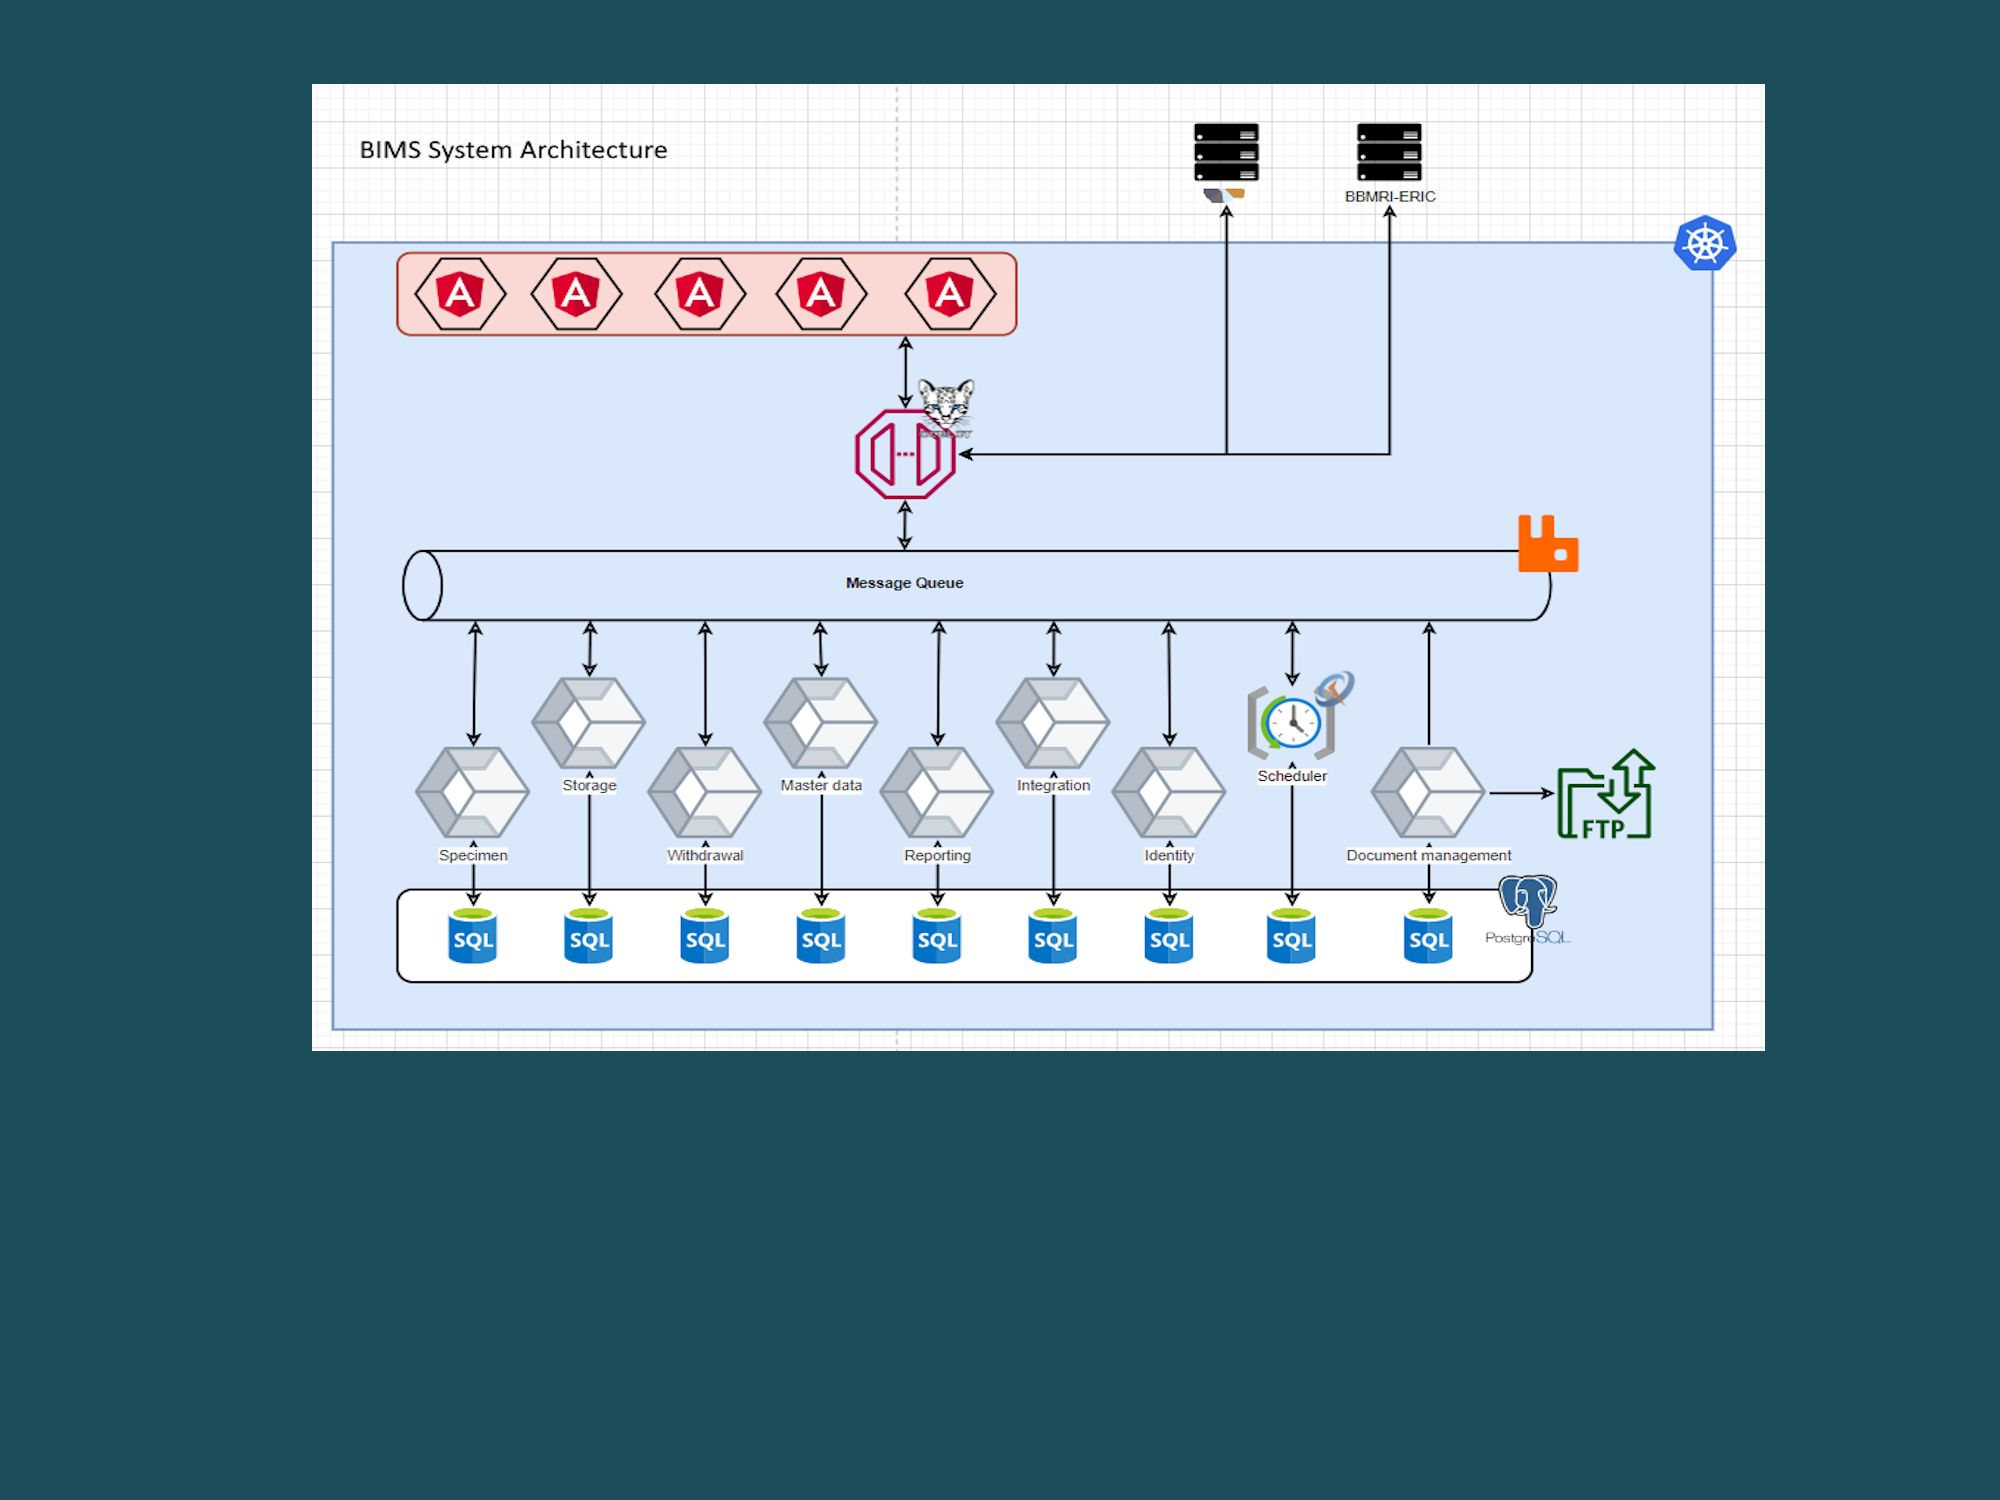 BIMS System Architecture
BBMRI-ERIC
A A A A A
Message Queue
Storage
Master data
Integration
Scheduler
FTP
Specimen
Withdrawal
Reporting
Identity
Document management
SQL SQL SQL SQL SQL SQL SQL SQL SQL
PostgreSQL